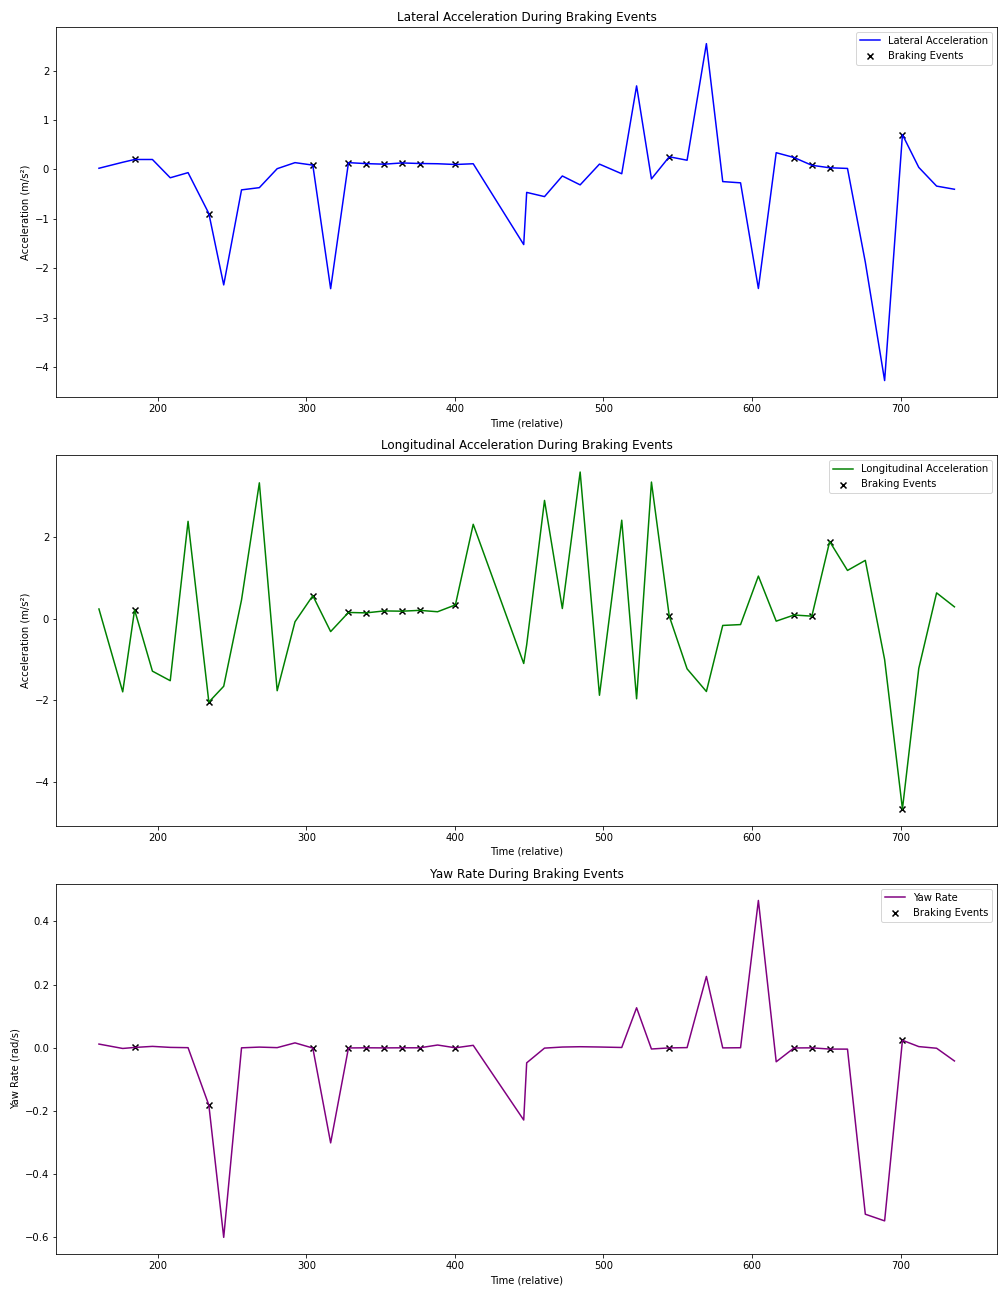 Lateral Acceleration During Braking Events
Lateral Acceleration
Braking Events
2
1
0
−1
−2
−3
−4
Acceleration (m/s²)
200 300 400 500 600 700
Time (relative)
Longitudinal Acceleration During Braking Events
Longitudinal Acceleration
Braking Events
2
0
−2
−4
Acceleration (m/s²)
200 300 400 500 600 700
Time (relative)
Yaw Rate During Braking Events
Yaw Rate
Braking Events
0.4
0.2
0.0
−0.2
−0.4
−0.6
Yaw Rate (rad/s)
200 300 400 500 600 700
Time (relative)